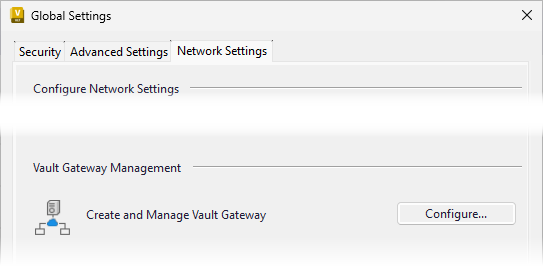 Global Settings
Security Advanced Settings Network Settings
Configure Network Settings
Vault Gateway Management
Create and Manage Vault Gateway Configure...